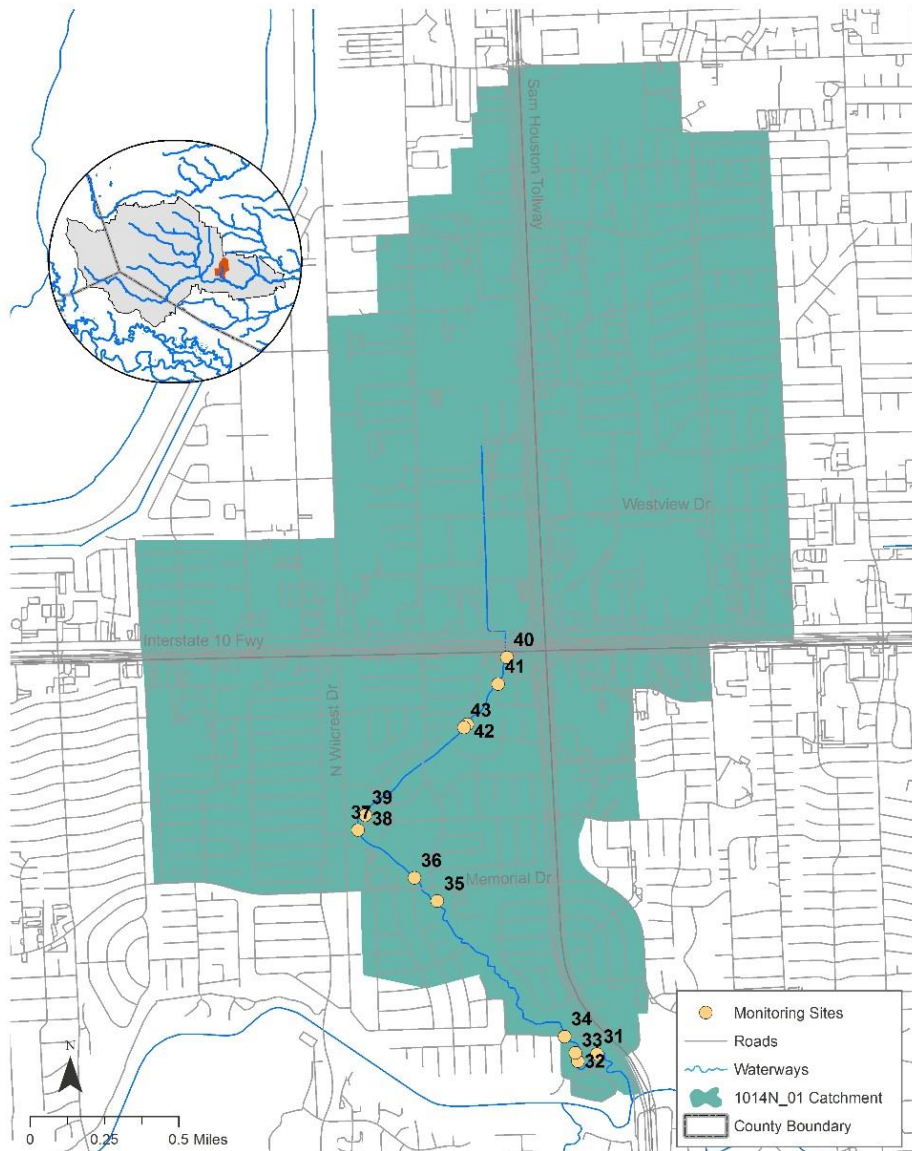 Sam Houston Tollway
Westview Dr
Interstate 10 Fwy
40
41
N Wilcrest Dr
43
42
39
37
38
36
Memorial Dr
35
34
33
31
32
N
0 0.25 0.5 Miles
Monitoring Sites
Roads
Waterways
1014N_01 Catchment
County Boundary